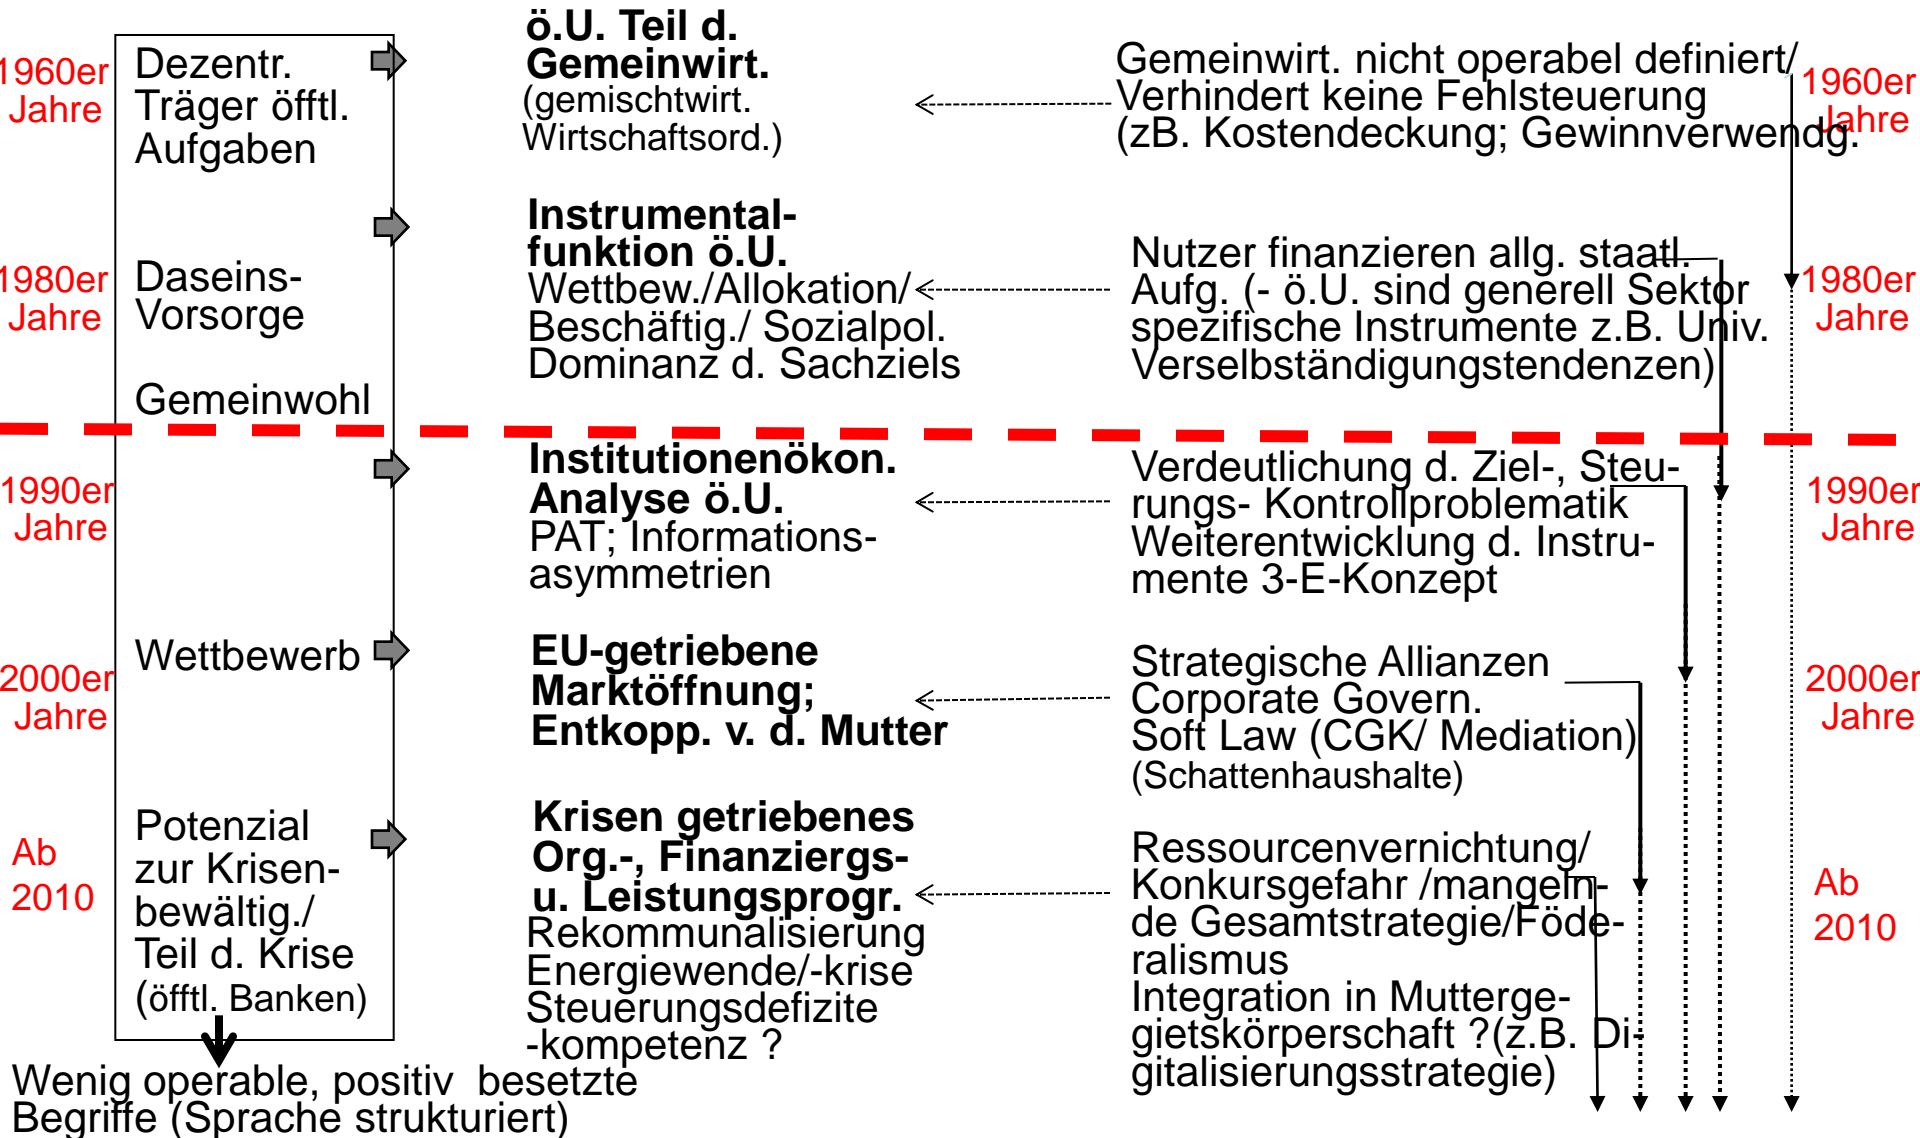 1960er
Jahre
Dezentr.
Träger öfftl.
Aufgaben
ö.U. Teil d.
Gemeinwirt.
(gemischtwirt.
Wirtschaftsord.)
Gemeinwirt. nicht operabel definiert/
Verhindert keine Fehlsteuerung
(zB. Kostendeckung; Gewinnverwendg.
1960er
Jahre
1980er
Jahre
Daseins-
Vorsorge
Gemeinwohl
Instrumental-
funktion ö.U.
Wettbew./Allokation/
Beschäftig./ Sozialpol.
Dominanz d. Sachziels
Nutzer finanzieren allg. staatl.
Aufg. (- ö.U. sind generell Sektor
spezifische Instrumente z.B. Univ.
Verselbständigungstendenzen)
1980er
Jahre
1990er
Jahre
Institutionenökon.
Analyse ö.U.
PAT; Informations-
asymmetrien
Verdeutlichung d. Ziel-, Steu-
rungs- Kontrollproblematik
Weiterentwicklung d. Instru-
mente 3-E-Konzept
1990er
Jahre
2000er
Jahre
Wettbewerb
EU-getriebene
Marktöffnung;
Entkopp. v. d. Mutter
Strategische Allianzen
Corporate Govern.
Soft Law (CGK/ Mediation)
(Schattenhaushalte)
2000er
Jahre
Ab
2010
Potenzial
zur Krisen-
bewältig./
Teil d. Krise
(öfftl. Banken)
Krisen getriebenes
Org.-, Finanziergs-
u. Leistungsprogr.
Rekommunalisierung
Energiewende/-krise
Steuerungsdefizite
-kompetenz ?
Ressourcenvernichtung/
Konkursgefahr /mangeln-
de Gesamtstrategie/Föde-
ralismus
Integration in Mutterge-
gietskörperschaft ?(z.B. Di-
gitalisierungsstrategie)
Ab
2010
Wenig operable, positiv besetzte
Begriffe (Sprache strukturiert)